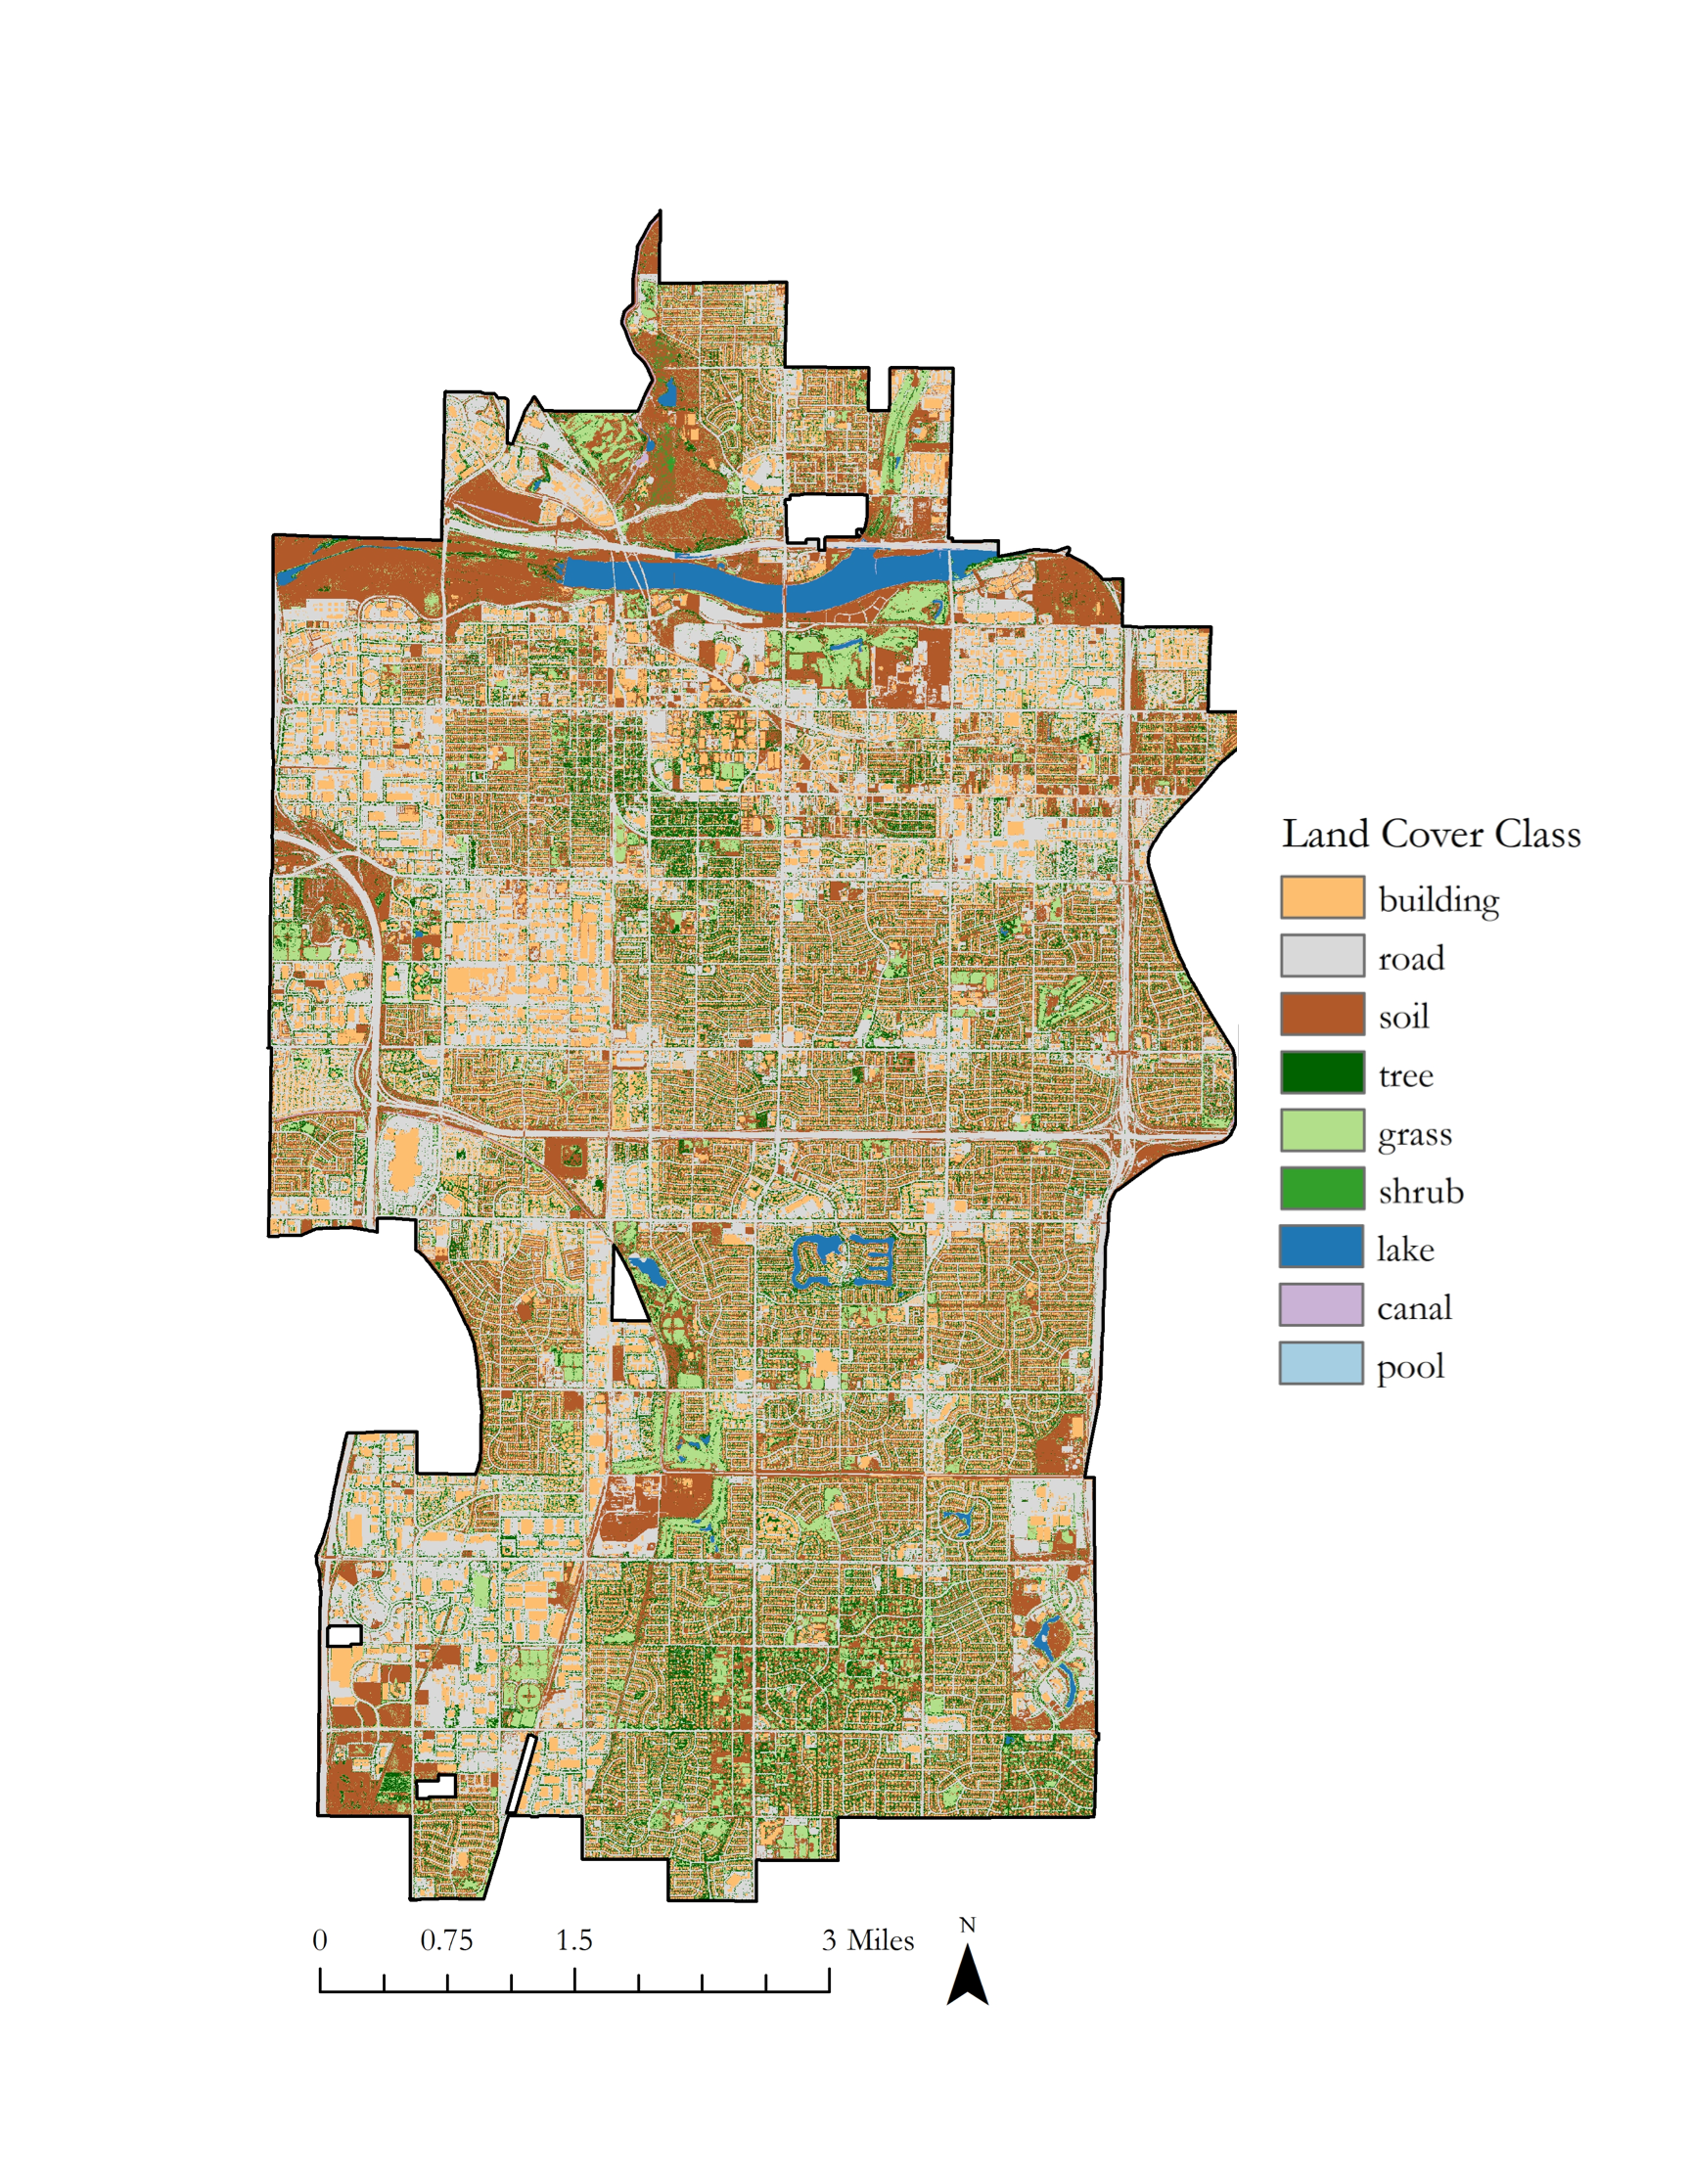 Land Cover Class
building
road
soil
tree
grass
shrub
lake
canal
pool
0 0.75 1.5 3 Miles
N